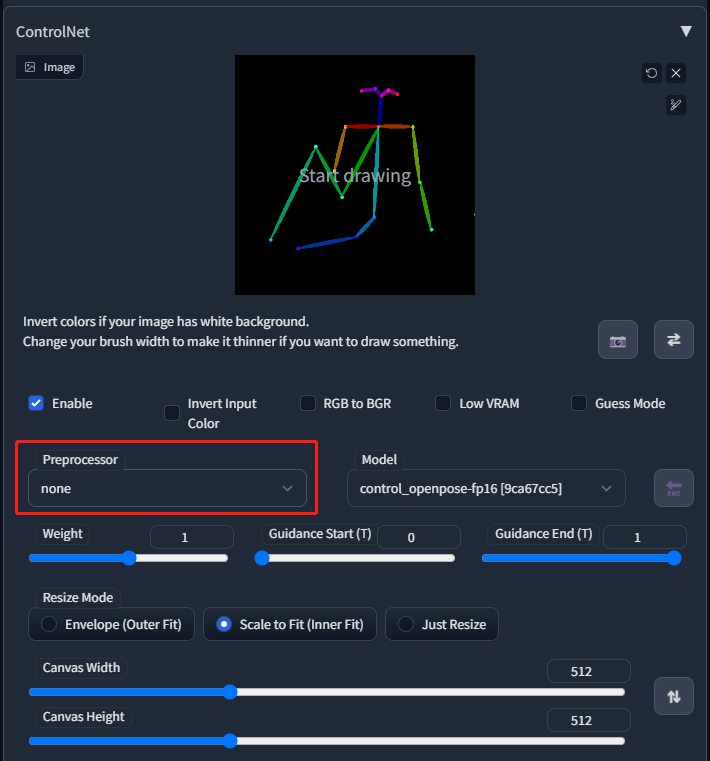 ControlNet
Image
Start drawing
Invert colors if your image has white background.
Change your brush width to make it thinner if you want to draw something.
Enable
Invert Input
Color
RGB to BGR
Low VRAM
Guess Mode
Preprocessor
none
Model
control_openpose-fp16 [9ca67cc5]
END
Weight
1
Guidance Start (T)
0
Guidance End (T)
1
Resize Mode
Envelope (Outer Fit)
Scale to Fit (Inner Fit)
Just Resize
Canvas Width
512
Canvas Height
512